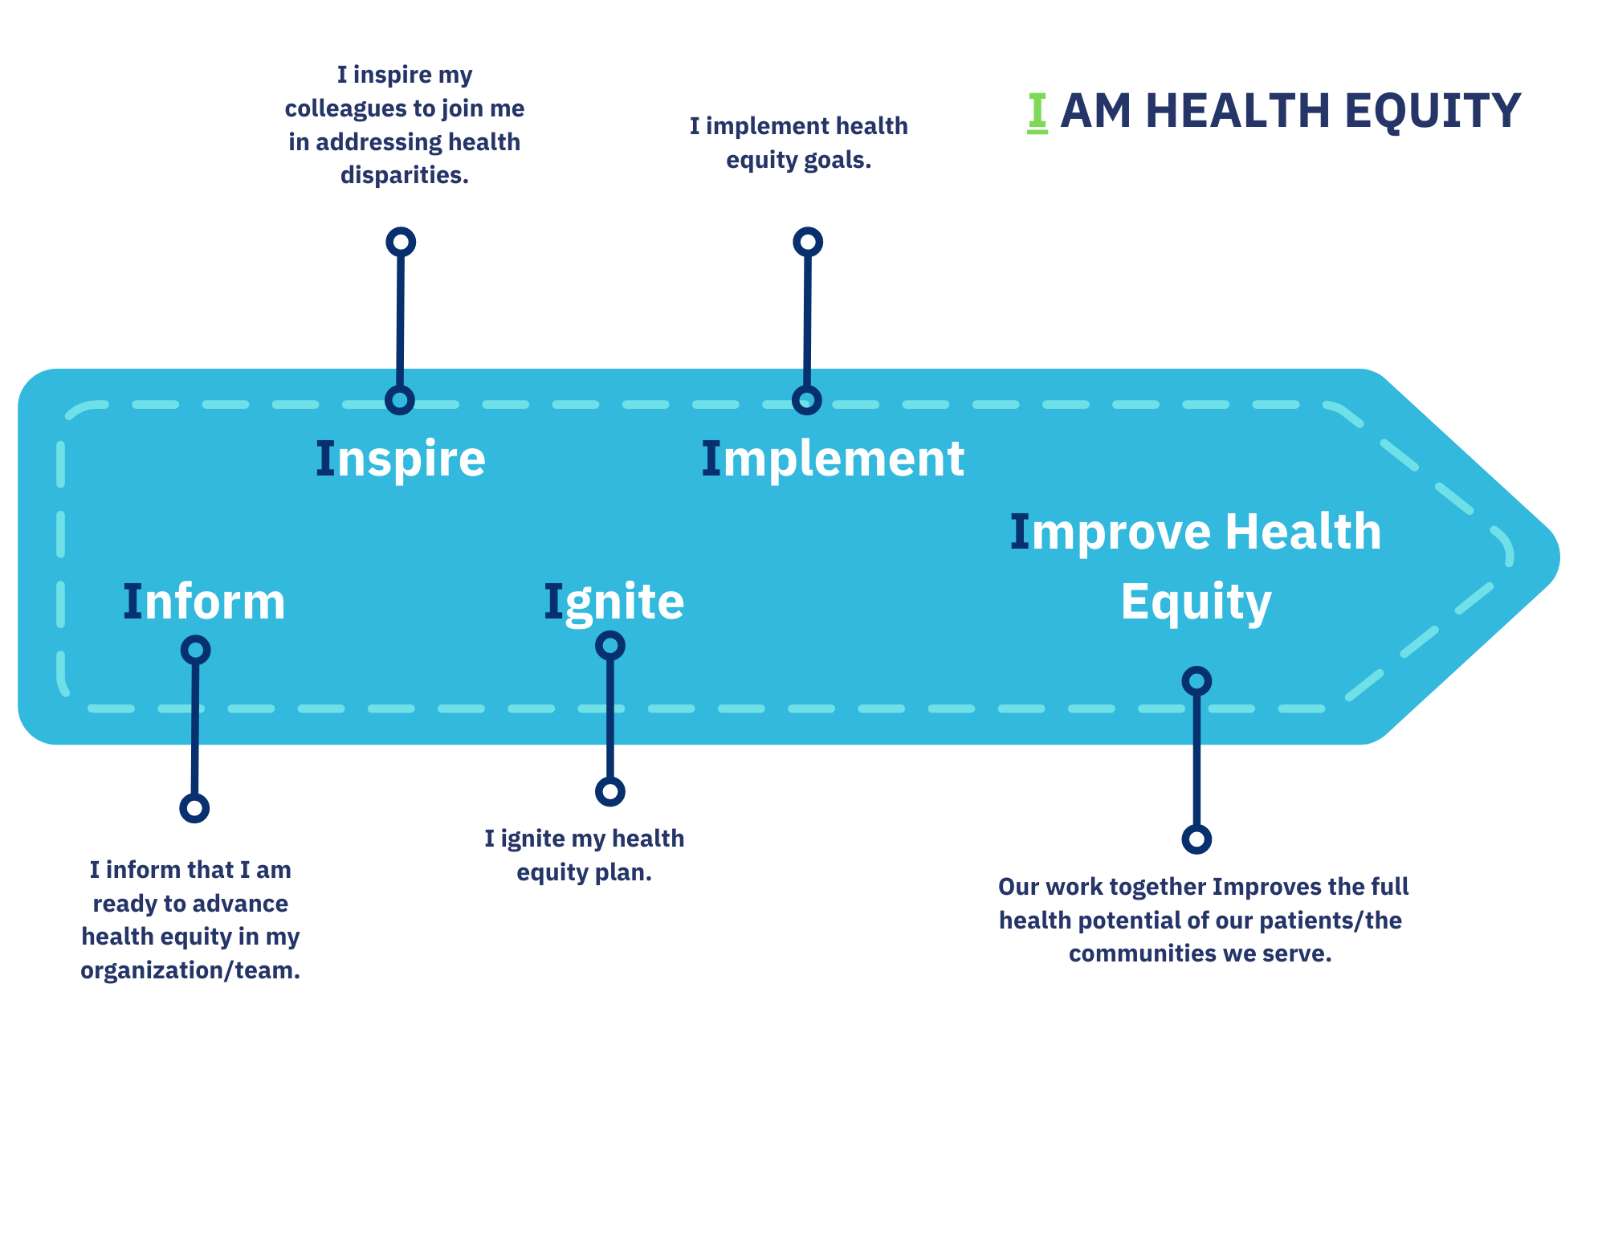 I inspire my
colleagues to join me
in addressing health
disparities.
I implement health
equity goals.
I AM HEALTH EQUITY
Inspire
Implement
Improve Health
Equity
Inform
Ignite
I inform that I am
ready to advance
health equity in my
organization/team.
I ignite my health
equity plan.
Our work together Improves the full
health potential of our patients/the
communities we serve.